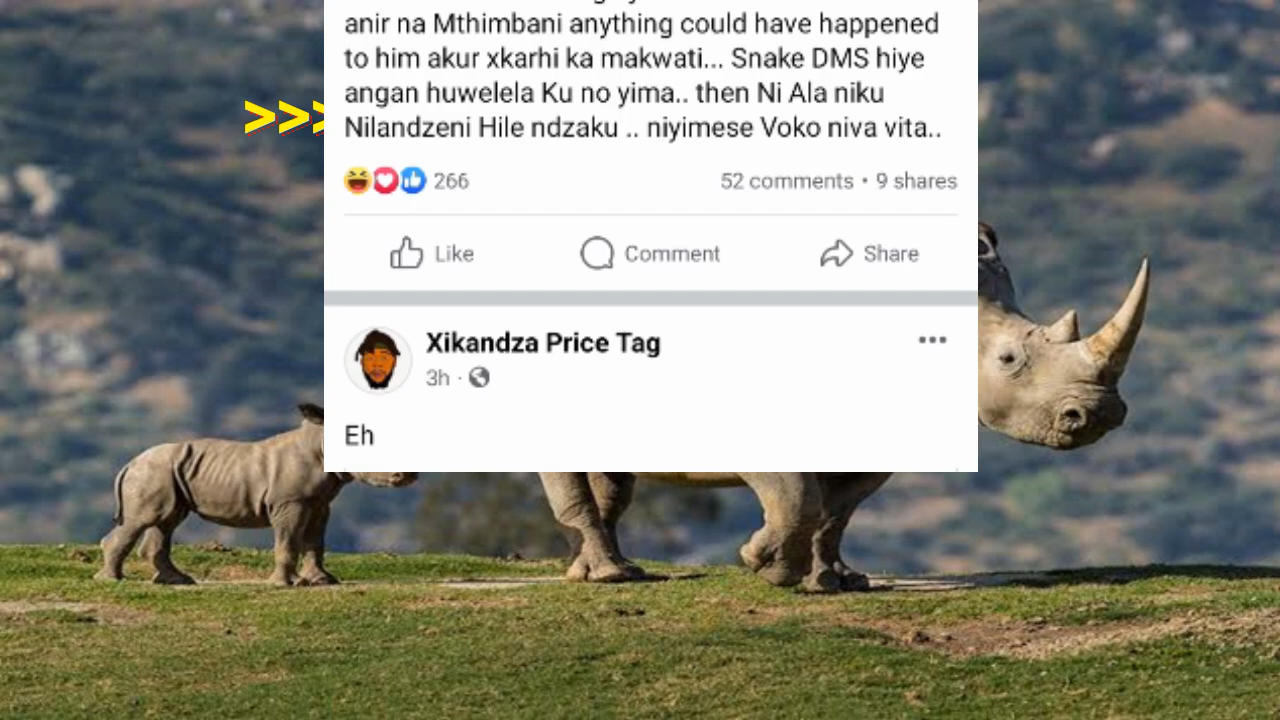 anir na Mthimbani anything could have happened
to him akur xkarhi ka makwati... Snake DMS hiye
>>> angan huwelela Ku no yima.. then Ni Ala niku
Nilandzeni Hile ndzaku .. niyimese Voko niva vita..
266 52 comments • 9 shares
Like Comment Share
Xikandza Price Tag
3h ·
Eh